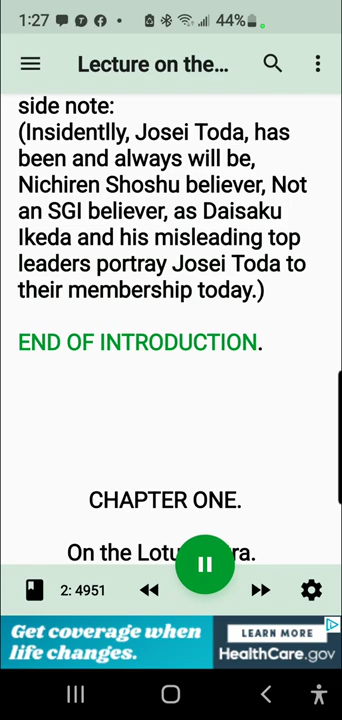 1:27 44%
Lecture on the...
side note:
(Insidentlly, Josei Toda, has
been and always will be,
Nichiren Shoshu believer, Not
an SGI believer, as Daisaku
Ikeda and his misleading top
leaders portray Josei Toda to
their membership today.)
END OF INTRODUCTION.
CHAPTER ONE.
On the Lotu ra.
2: 4951
Get coverage when
life changes.
LEARN MORE
HealthCare.gov